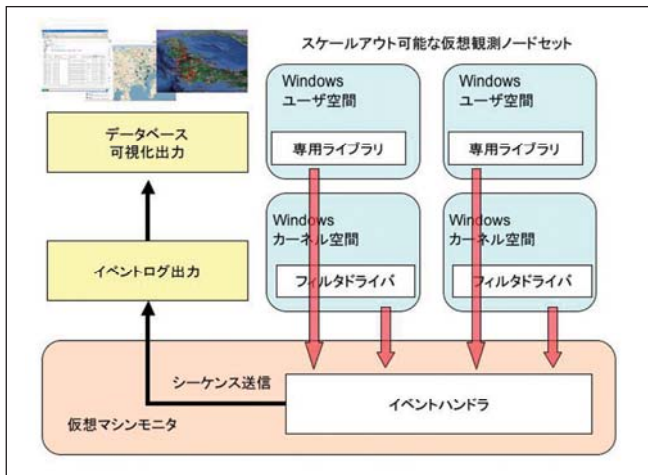 スケールアウト可能な仮想観測ノードセット
Windows
ユーザ空間
専用ライブラリ
Windows
ユーザ空間
専用ライブラリ
データベース
可視化出力
Windows
カーネル空間
フィルタドライバ
Windows
カーネル空間
フィルタドライバ
イベントログ出力
シーケンス送信
イベントハンドラ
仮想マシンモニタ